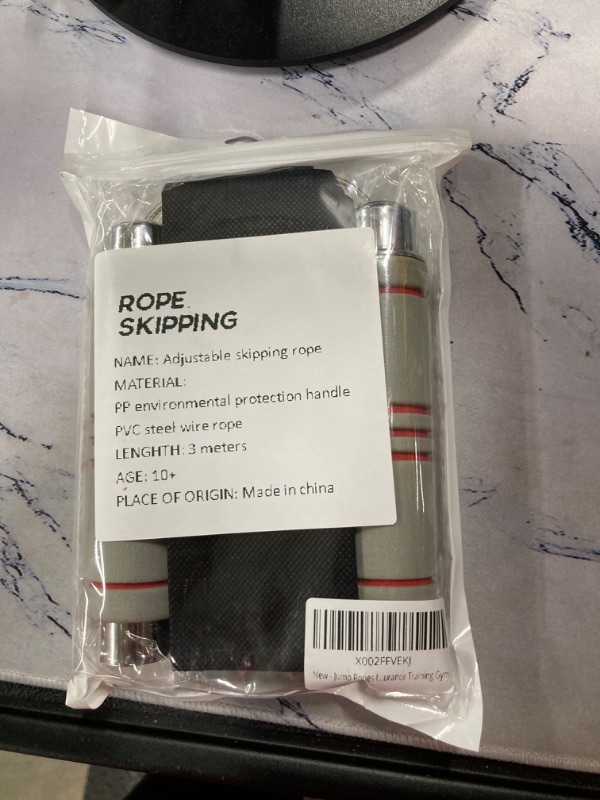 ROPE
SKIPPING
NAME: Adjustable skipping rope
MATERIAL:
PP environmental protection handle
PVC steel wire rope
LENGHTH: 3 meters
AGE: 10+
PLACE OF ORIGIN: Made in china
X002FFVEKJ
New - Jump Ropes urance Training Gym